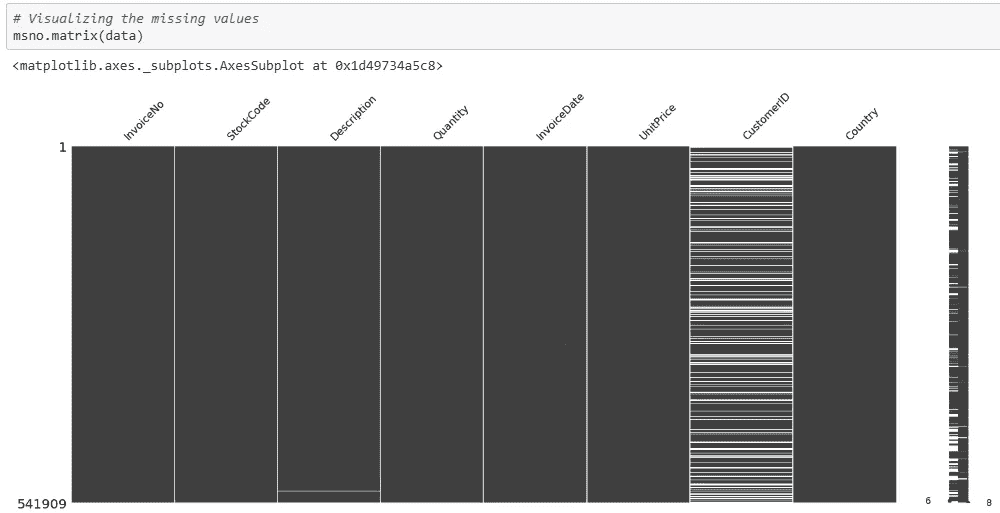 # Visualizing the missing values
msno.matrix(data)
<matplotlib.axes._subplots.AxesSubplot at 0x1d49734a5c8>
InvoiceNo StockCode Description Quantity InvoiceDate UnitPrice CustomerID Country
1
541909
6 8